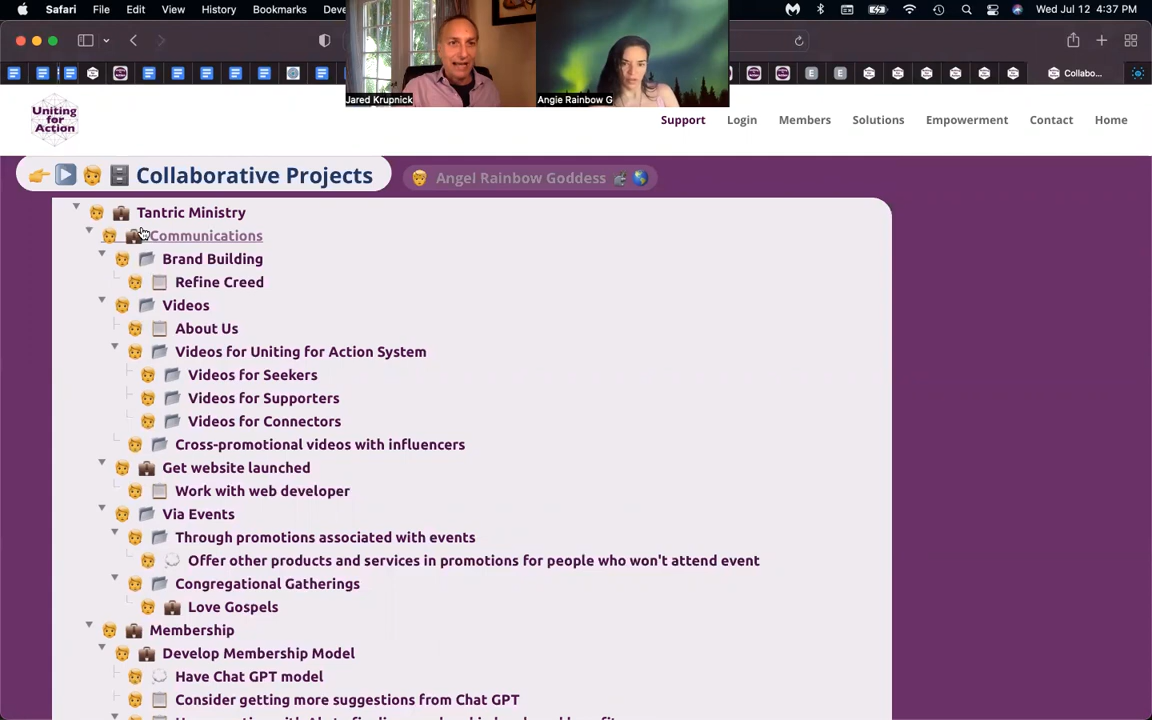 Safari File Edit View History Bookmarks Deve Wed Jul 12 4:37 PM
Collabo...
Jared Krupnick
Angie Rainbow G
Uniting
for
Action
Support Login Members Solutions Empowerment Contact Home
Collaborative Projects
Angel Rainbow Goddess
Tantric Ministry
Communications
Brand Building
Refine Creed
Videos
About Us
Videos for Uniting for Action System
Videos for Seekers
Videos for Supporters
Videos for Connectors
Cross-promotional videos with influencers
Get website launched
Work with web developer
Via Events
Through promotions associated with events
Offer other products and services in promotions for people who won't attend event
Congregational Gatherings
Love Gospels
Membership
Develop Membership Model
Have Chat GPT model
Consider getting more suggestions from Chat GPT